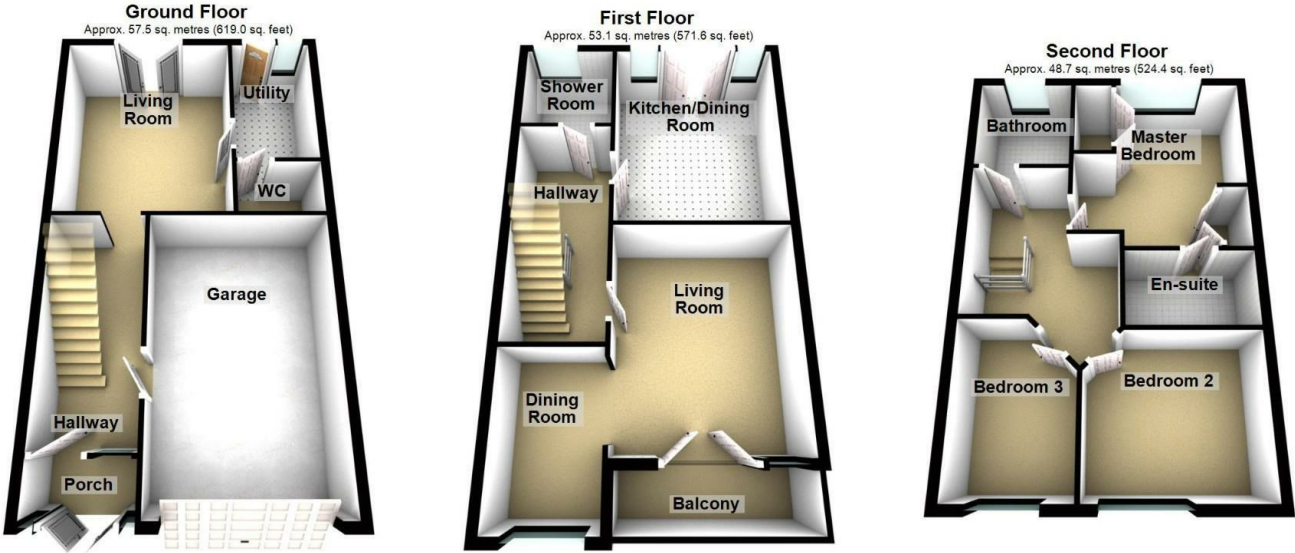 Ground Floor
Approx. 57.5 sq. metres (619.0 sq. feet)
Living
Room
Utility
WC
Garage
Hallway
Porch
First Floor
Approx. 53.1 sq. metres (571.6 sq. feet)
Shower
Room
Kitchen/Dining
Room
Hallway
Living
Room
Dining
Room
Balcony
Second Floor
Approx. 48.7 sq. metres (524.4 sq. feet)
Bathroom
Master
Bedroom
En-suite
Bedroom 3
Bedroom 2